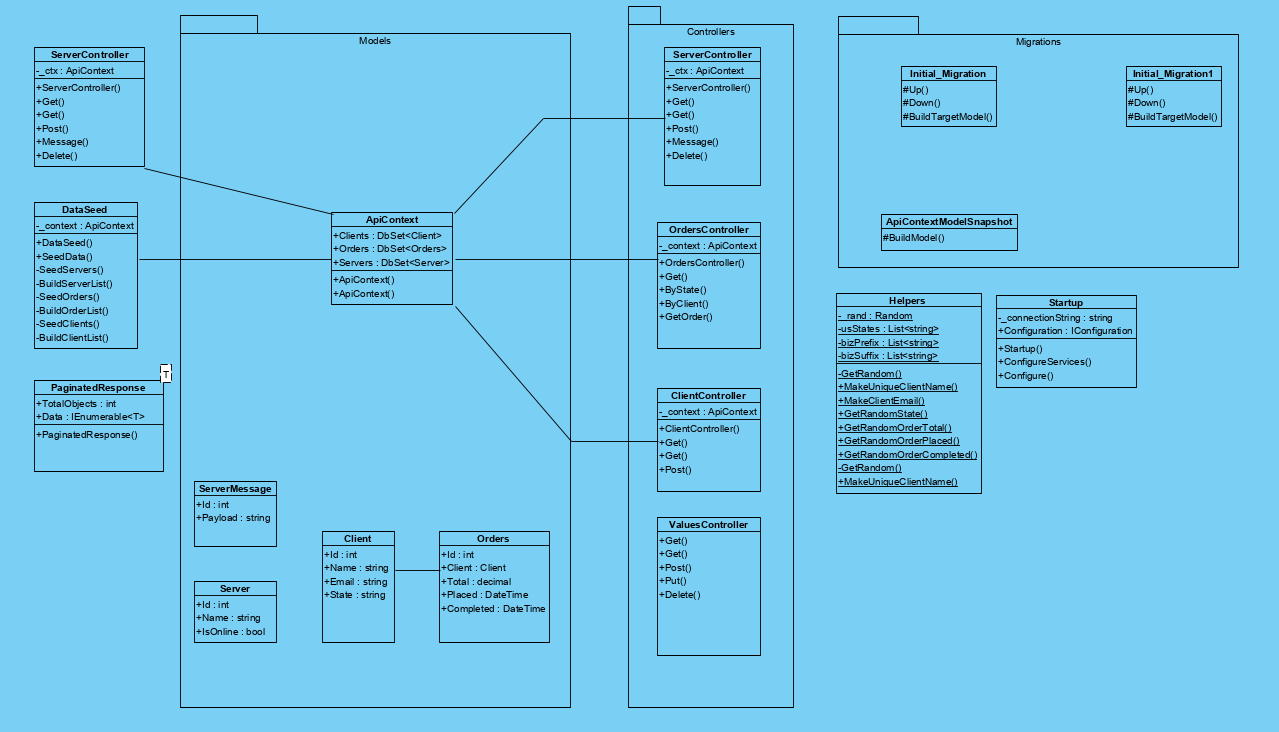 ServerController
-_ctx : ApiContext
+ServerController()
+Get()
+Get()
+Post()
+Message()
+Delete()
DataSeed
-_context : ApiContext
+DataSeed()
+SeedData()
-SeedServers()
-BuildServerList()
-SeedOrders()
-BuildOrderList()
-SeedClients()
-BuildClientList()
T
PaginatedResponse
+TotalObjects : int
+Data : IEnumerable<T>
+PaginatedResponse()
Models
ApiContext
+Clients : DbSet<Client>
+Orders : DbSet<Orders>
+Servers : DbSet<Server>
+ApiContext()
+ApiContext()
ServerMessage
+Id : int
+Payload : string
Server
+Id : int
+Name : string
+IsOnline : bool
Client
+Id : int
+Name : string
+Email : string
+State : string
Orders
+Id : int
+Client : Client
+Total : decimal
+Placed : DateTime
+Completed : DateTime
Controllers
ServerController
-_ctx : ApiContext
+ServerController()
+Get()
+Get()
+Post()
+Message()
+Delete()
OrdersController
-_context : ApiContext
+OrdersController()
+Get()
+ByState()
+ByClient()
+GetOrder()
ClientController
-_context : ApiContext
+ClientController()
+Get()
+Get()
+Post()
ValuesController
+Get()
+Get()
+Post()
+Put()
+Delete()
Migrations
Initial_Migration
#Up()
#Down()
#BuildTargetModel()
Initial_Migration1
#Up()
#Down()
#BuildTargetModel()
ApiContextModelSnapshot
#BuildModel()
Helpers
-_rand : Random
-usStates : List<string>
-bizPrefix : List<string>
-bizSuffix : List<string>
-GetRandom()
+MakeUniqueClientName()
+MakeClientEmail()
+GetRandomState()
+GetRandomOrderTotal()
+GetRandomOrderPlaced()
+GetRandomOrderCompleted()
-GetRandom()
+MakeUniqueClientName()
Startup
-_connectionString : string
+Configuration : IConfiguration
+Startup()
+ConfigureServices()
+Configure()